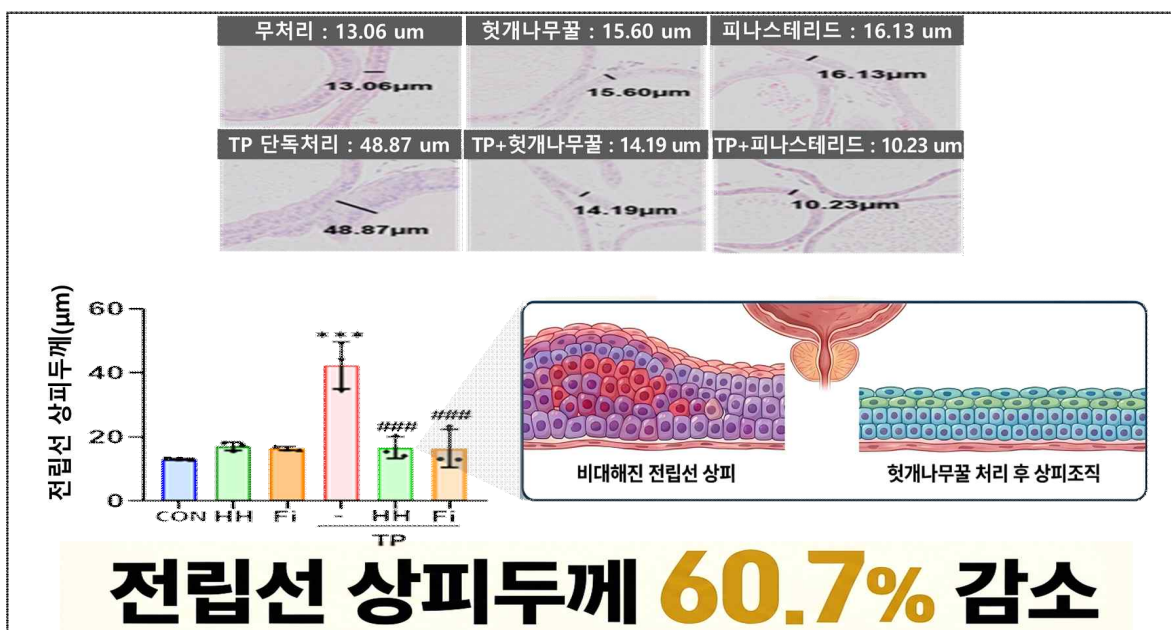 무처리 : 13.06 um
헛개나무꿀 : 15.60 um
피나스테리드 : 16.13 um
13.06μm
15.60μm
16.13μm
TP 단독처리 : 48.87 um
TP+헛개나무꿀 : 14.19 um
TP+피나스테리드 : 10.23 um
48.87μm
14.19μm
10.23μm
전립선 상피두께(μm)
60
40
20
0
***
###
###
CON
HH
Fi
-
HH
Fi
TP
비대해진 전립선 상피
헛개나무꿀 처리 후 상피조직
전립선 상피두께 60.7% 감소